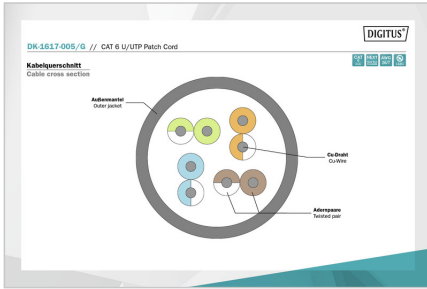 DIGITUS®
DK-1617-005/G // CAT 6 U/UTP Patch Cord
Kabelquerschnitt
Cable cross section
Außenmantel
Outer jacket
Cu-Draht
Cu-Wire
Aderspaare
Twisted pair